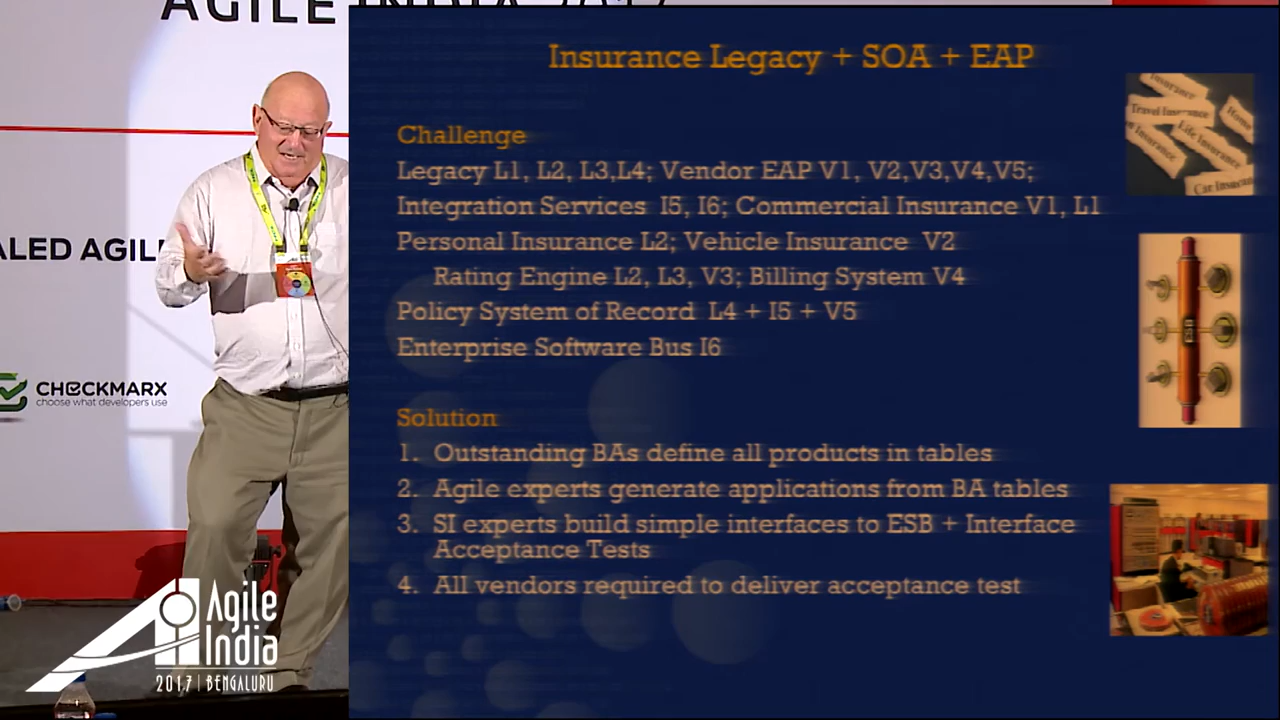 AGILE INDIA 2017
Insurance Legacy + SOA + EAP
Challenge
Legacy L1, L2, L3,L4; Vendor EAP V1, V2,V3,V4,V5;
Integration Services I5, I6; Commercial Insurance V1, L1
Personal Insurance L2; Vehicle Insurance V2
Rating Engine L2, L3, V3; Billing System V4
Policy System of Record L4 + I5 + V5
Enterprise Software Bus I6
Solution
1. Outstanding BAs define all products in tables
2. Agile experts generate applications from BA tables
3. SI experts build simple interfaces to ESB + Interface
Acceptance Tests
4. All vendors required to deliver acceptance test
Insurance
Travel Insurance
Home
Life Insurance
Insurance
Car
ALED AGIL
CHECKMARX
choose what developers use
Agile
India
2017 | BENGALURU